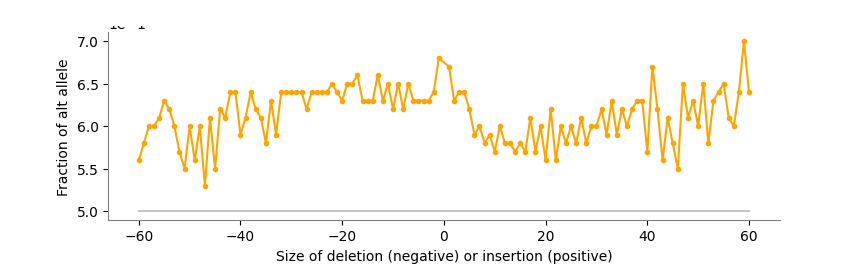 7.0
6.5
6.0
5.5
5.0
Fraction of alt allele
−60 −40 −20 0 20 40 60
Size of deletion (negative) or insertion (positive)